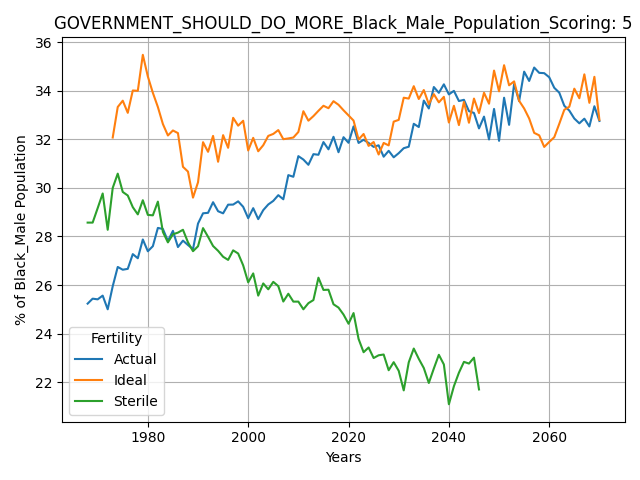 GOVERNMENT_SHOULD_DO_MORE_Black_Male_Population_Scoring: 5
% of Black_Male Population
36
34
32
30
28
26
24
22
Fertility
Actual
Ideal
Sterile
1980
2000
2020
2040
2060
Years